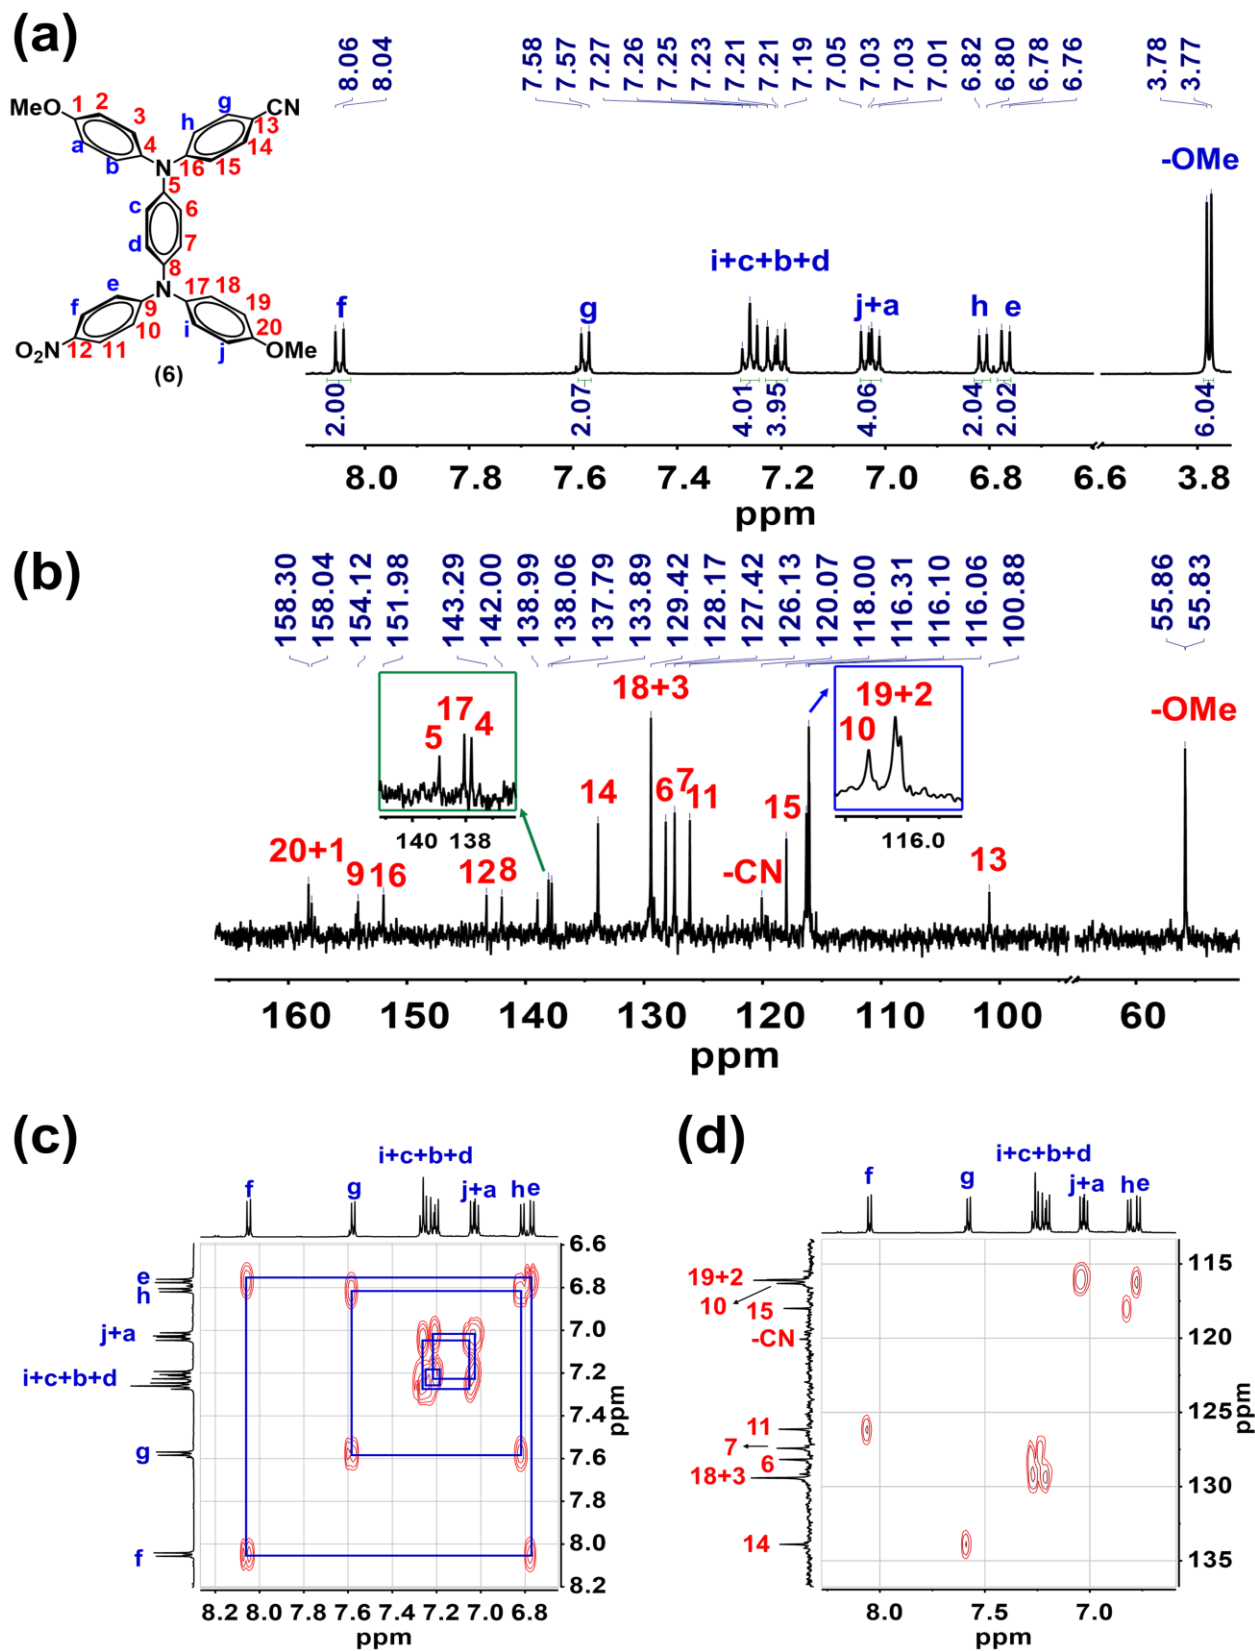 (a)
8.06 8.04 7.58 7.57 7.27 7.26 7.25 7.23 7.21 7.21 7.19 7.05 7.03 7.03 7.01 6.82 6.80 6.78 6.76 3.78 3.77
MeO 1 2 3 4 a b N 5 16 15 14 13 CN g h
c 6 d 7 8
N 9 10 11 12 e f O₂N 17 18 19 20 i j OMe
(6)
f g i+c+b+d j+a h e -OMe
2.00 2.07 4.01 3.95 4.06 2.04 2.02 6.04
8.0 7.8 7.6 7.4 7.2 7.0 6.8 6.6 3.8
ppm
(b)
158.30 158.04 154.12 151.98 143.29 142.00 138.99 138.06 137.79 133.89 129.42 128.17 127.42 126.13 120.07 118.00 116.31 116.10 116.06 100.88 55.86 55.83
20+1 9 16 12 8 14 18+3 6 7 11 -CN 15 13 -OMe
5 17 4
140 138
10 19+2
116.0
160 150 140 130 120 110 100 60
ppm
(c)
i+c+b+d
f g j+a h e
e
h
j+a
i+c+b+d
g
f
6.6
6.8
7.0
7.2
7.4
7.6
7.8
8.0
8.2
ppm
8.2 8.0 7.8 7.6 7.4 7.2 7.0 6.8
ppm
(d)
i+c+b+d
f g j+a h e
19+2
10
15
-CN
11
7
6
18+3
14
115
120
125
130
135
ppm
8.0 7.5 7.0
ppm